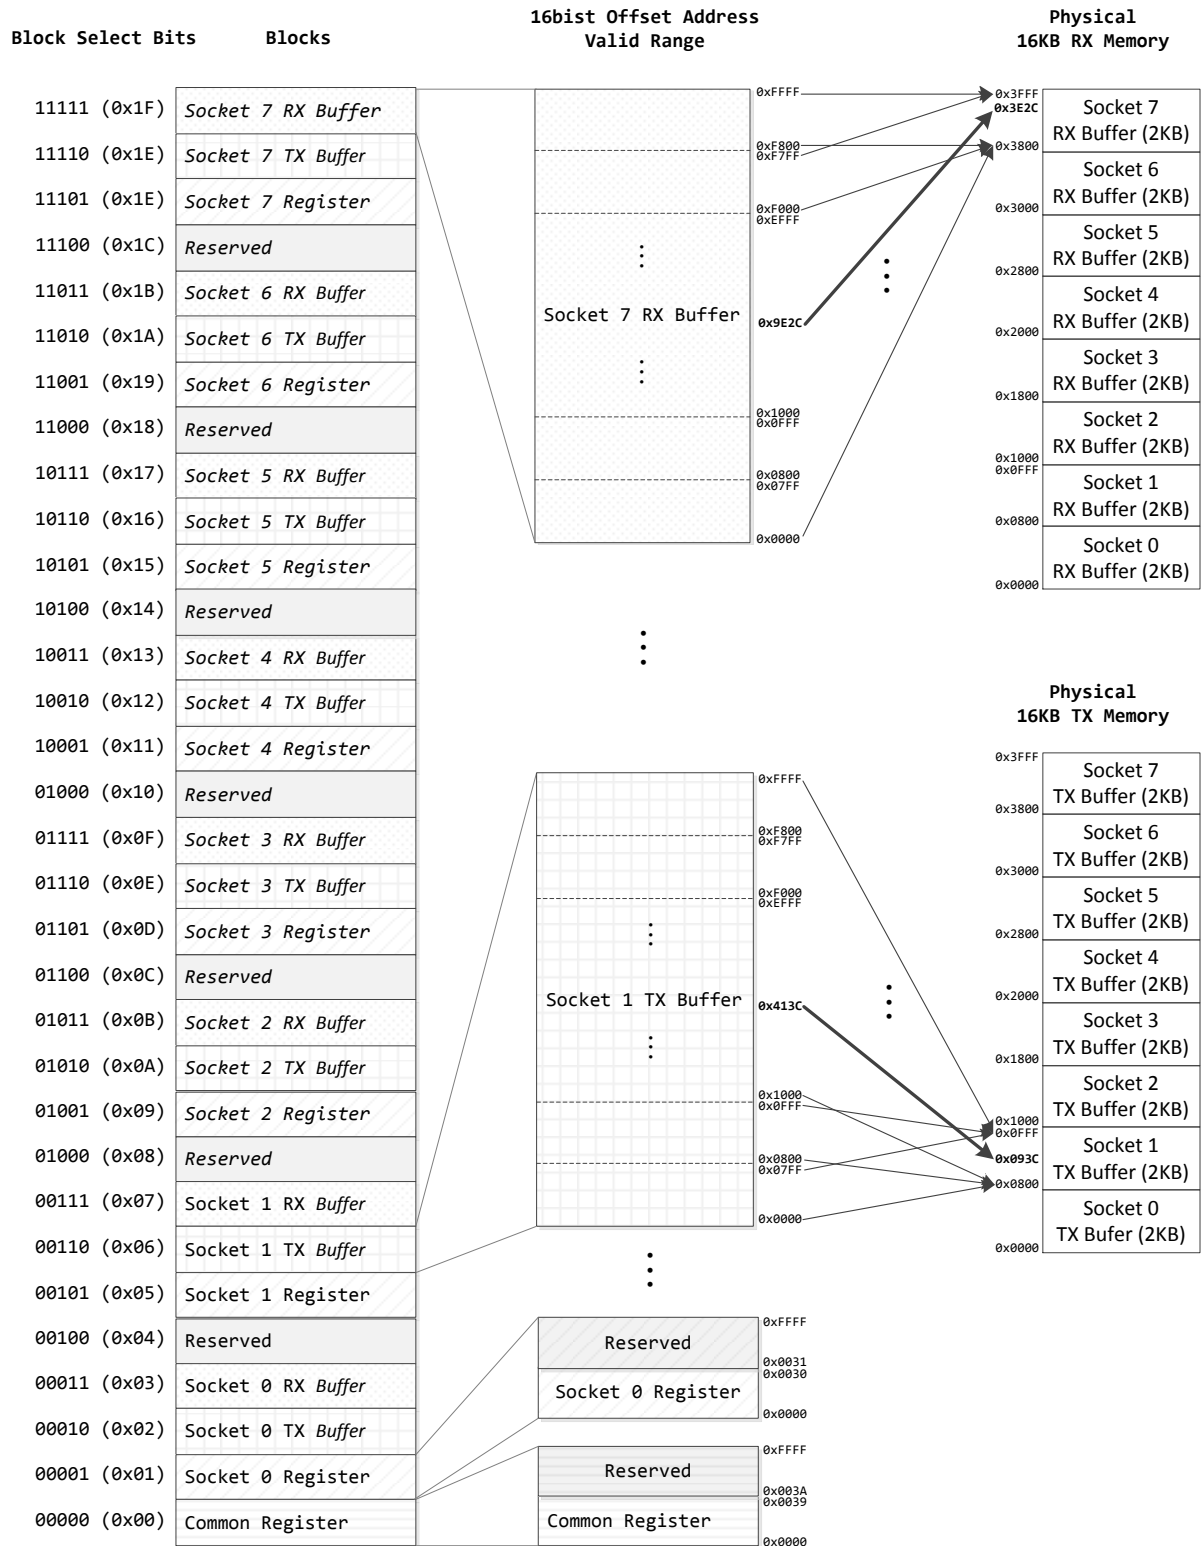 Block Select Bits
Blocks
16bist Offset Address
Valid Range
Physical
16KB RX Memory
11111 (0x1F) Socket 7 RX Buffer
11110 (0x1E) Socket 7 TX Buffer
11101 (0x1E) Socket 7 Register
11100 (0x1C) Reserved
11011 (0x1B) Socket 6 RX Buffer
11010 (0x1A) Socket 6 TX Buffer
11001 (0x19) Socket 6 Register
11000 (0x18) Reserved
10111 (0x17) Socket 5 RX Buffer
10110 (0x16) Socket 5 TX Buffer
10101 (0x15) Socket 5 Register
10100 (0x14) Reserved
10011 (0x13) Socket 4 RX Buffer
10010 (0x12) Socket 4 TX Buffer
10001 (0x11) Socket 4 Register
01000 (0x10) Reserved
01111 (0x0F) Socket 3 RX Buffer
01110 (0x0E) Socket 3 TX Buffer
01101 (0x0D) Socket 3 Register
01100 (0x0C) Reserved
01011 (0x0B) Socket 2 RX Buffer
01010 (0x0A) Socket 2 TX Buffer
01001 (0x09) Socket 2 Register
01000 (0x08) Reserved
00111 (0x07) Socket 1 RX Buffer
00110 (0x06) Socket 1 TX Buffer
00101 (0x05) Socket 1 Register
00100 (0x04) Reserved
00011 (0x03) Socket 0 RX Buffer
00010 (0x02) Socket 0 TX Buffer
00001 (0x01) Socket 0 Register
00000 (0x00) Common Register
0xFFFF
0xF800
0xF7FF
0xF000
0xEFFF
Socket 7 RX Buffer
0x9E2C
0x1000
0x0FFF
0x0800
0x07FF
0x0000
0xFFFF
0xF800
0xF7FF
0xF000
0xEFFF
Socket 1 TX Buffer
0x413C
0x1000
0x0FFF
0x0800
0x07FF
0x0000
0xFFFF
Reserved
0x0031
0x0030
Socket 0 Register
0x0000
0xFFFF
Reserved
0x003A
0x0039
Common Register
0x0000
0x3FFF
0x3E2C
Socket 7
RX Buffer (2KB)
0x3800
Socket 6
RX Buffer (2KB)
0x3000
Socket 5
RX Buffer (2KB)
0x2800
Socket 4
RX Buffer (2KB)
0x2000
Socket 3
RX Buffer (2KB)
0x1800
Socket 2
RX Buffer (2KB)
0x1000
0x0FFF
Socket 1
RX Buffer (2KB)
0x0800
Socket 0
RX Buffer (2KB)
0x0000
Physical
16KB TX Memory
0x3FFF
Socket 7
TX Buffer (2KB)
0x3800
Socket 6
TX Buffer (2KB)
0x3000
Socket 5
TX Buffer (2KB)
0x2800
Socket 4
TX Buffer (2KB)
0x2000
Socket 3
TX Buffer (2KB)
0x1800
Socket 2
TX Buffer (2KB)
0x1000
0x0FFF
Socket 1
0x093C
TX Buffer (2KB)
0x0800
Socket 0
TX Bufer (2KB)
0x0000